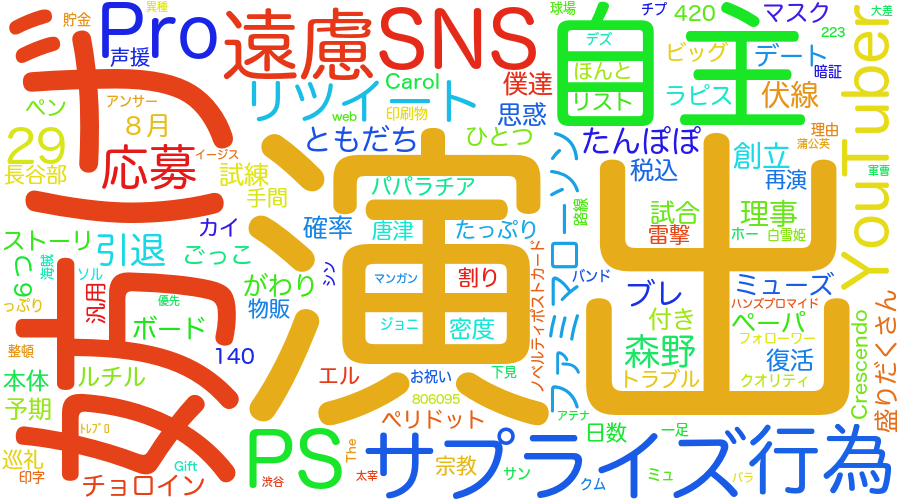 演出
妨げ
自主
遠慮
SNS
Pro
PS
サプライズ
行為
YouTuber
リツイート
ファミマローソン
応募
引退
29
8月
声援
貯金
異種
ペン
アンサー
長谷部
イージス
試練
手間
Carol
web
印刷物
僕達
思惑
ともだち
ひとつ
パパラチア
球場
デズ
ほんと
リスト
チプ
420
マスク
ビッグ
デート
223
大差
暗証
ラピス
伏線
理由
蒲公英
たんぽぽ
税込
創立
再演
軍曹
路線
試合
理事
雷撃
ホー
白雪姫
ストーリ
ごっこ
カイ
確率
唐津
たっぷり
がわり
物販
シン
マンガン
割り
ジョニ
密度
ノベルティポストカード
バンド
ブレ
ミューズ
ハンズプロマイド
付き
ペーパ
フォローワー
森野
復活
トラブル
クオリティ
Crescendo
盛りだくさん
海賊
ソル
汎用
優先
ボード
っぷり
整頓
140
本体
ルチル
予期
エル
お祝い
下見
806095
ペリドット
アテナ
巡礼
印字
ﾄﾚﾌﾟﾛ
チョロイン
Gift
渋谷
The
太宰
宗教
サン
クム
日数
一足
ミュ
バラ